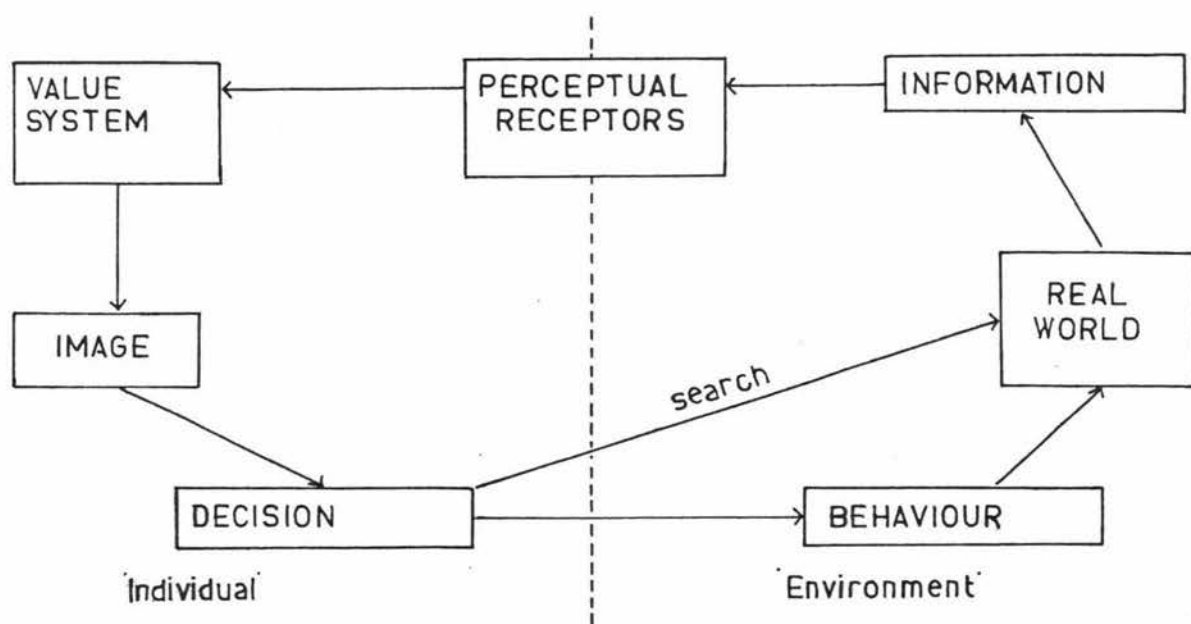 VALUE
SYSTEM
PERCEPTUAL
RECEPTORS
INFORMATION
IMAGE
REAL
WORLD
search
DECISION
BEHAVIOUR
'Individual'
'Environment'